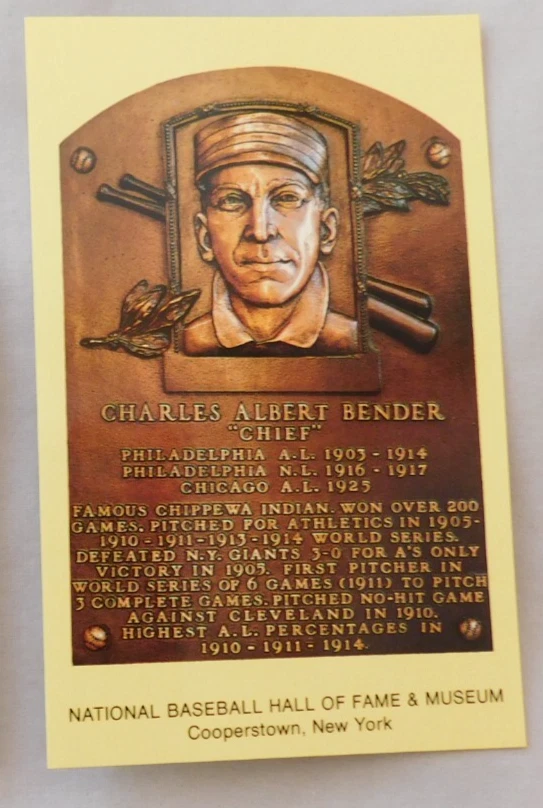 CHARLES ALBERT BENDER
"CHIEF"
PHILADELPHIA A.L. 1903 - 1914
PHILADELPHIA N.L. 1916 - 1917
CHICAGO A.L. 1925
FAMOUS CHIPPEWA INDIAN. WON OVER 200
GAMES. PITCHED FOR ATHLETICS IN 1905-
1910 - 1911 - 1913 - 1914 WORLD SERIES.
DEFEATED N.Y. GIANTS 3-0 FOR A'S ONLY
VICTORY IN 1905. FIRST PITCHER IN
WORLD SERIES OF 6 GAMES (1911) TO PITCH
3 COMPLETE GAMES. PITCHED NO-HIT GAME
AGAINST CLEVELAND IN 1910.
HIGHEST A.L. PERCENTAGES IN
1910 - 1911 - 1914.
NATIONAL BASEBALL HALL OF FAME & MUSEUM
Cooperstown, New York